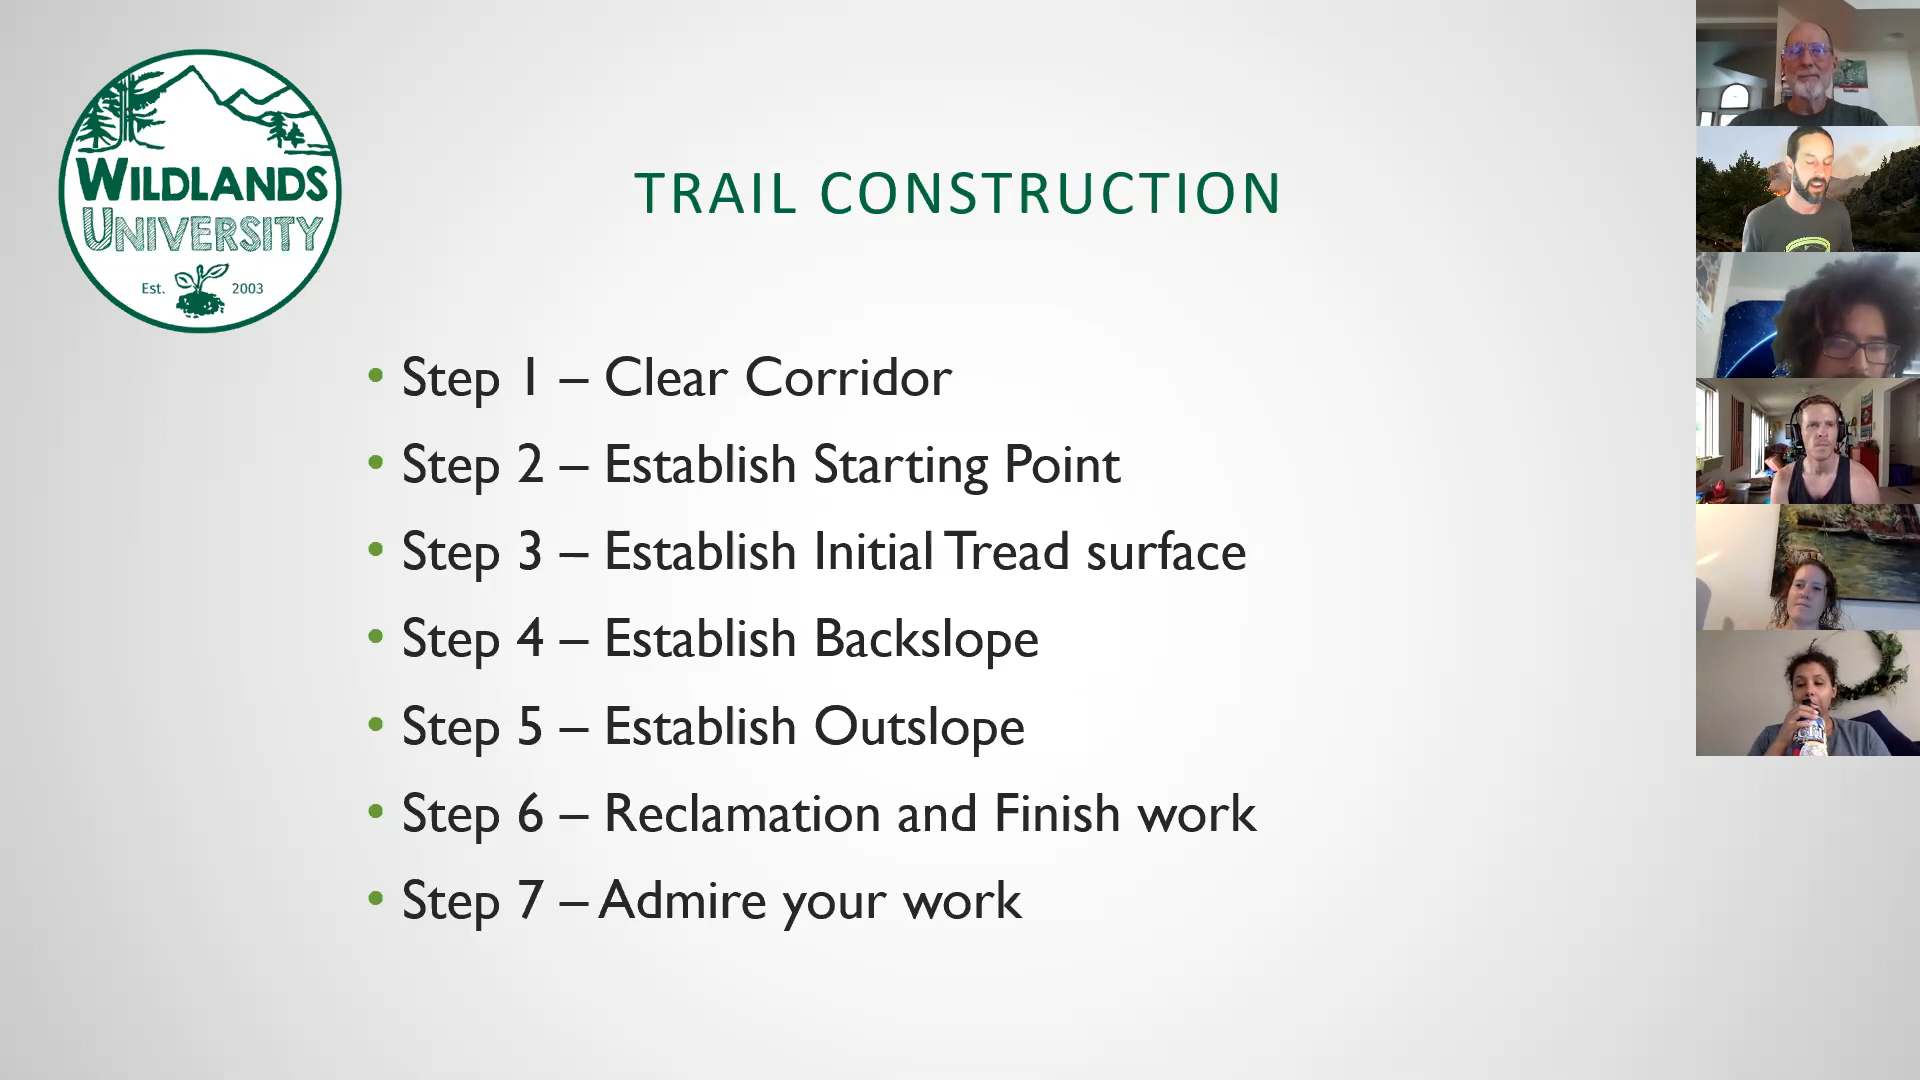 WILDLANDS
UNIVERSITY
Est. 2003
TRAIL CONSTRUCTION
• Step 1 – Clear Corridor
• Step 2 – Establish Starting Point
• Step 3 – Establish Initial Tread surface
• Step 4 – Establish Backslope
• Step 5 – Establish Outslope
• Step 6 – Reclamation and Finish work
• Step 7 – Admire your work